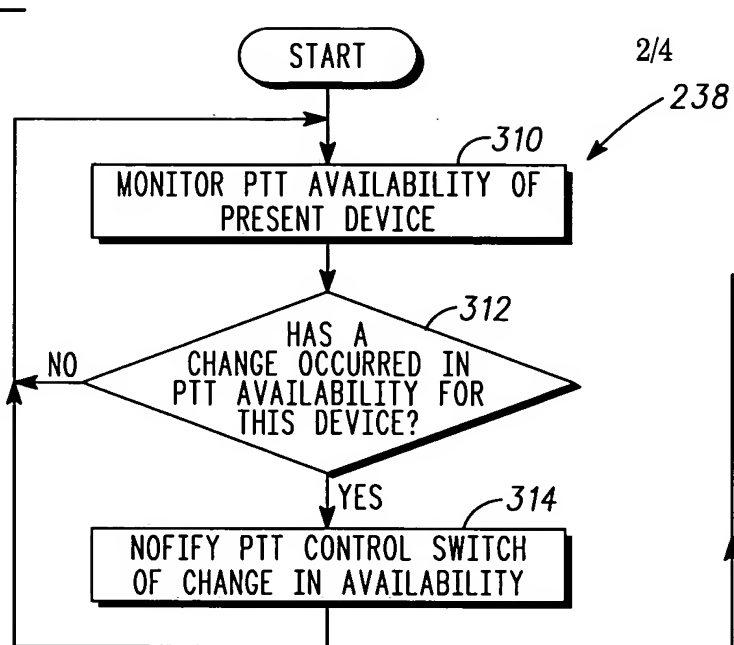 START
2/4
238
310
MONITOR PTT AVAILABILITY OF
PRESENT DEVICE
312
HAS A
CHANGE OCCURRED IN
PTT AVAILABILITY FOR
THIS DEVICE?
NO
YES
314
NOFIFY PTT CONTROL SWITCH
OF CHANGE IN AVAILABILITY